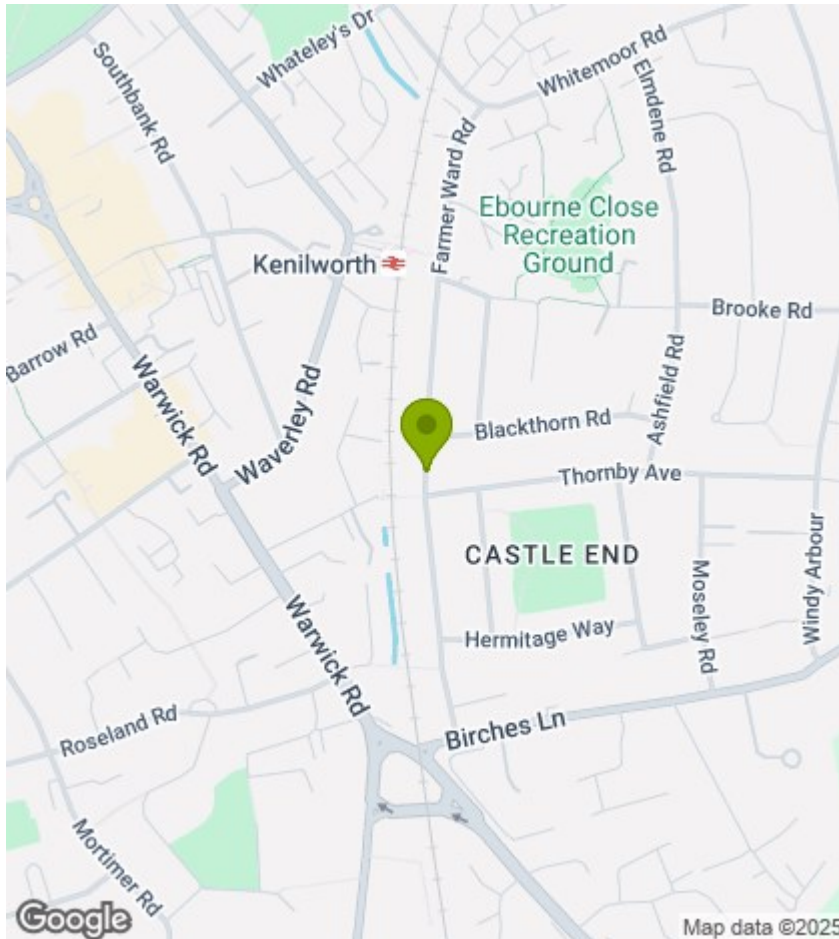 Whateley's Dr
Whitemoor Rd
Southbank Rd
Elmdene Rd
Farmer Ward Rd
Ebourne Close
Recreation
Ground
Kenilworth
Brooke Rd
Barrow Rd
Warwick Rd
Waverley Rd
Ashfield Rd
Blackthorn Rd
Thornby Ave
CASTLE END
Windy Arbour
Moseley Rd
Hermitage Way
Warwick Rd
Roseland Rd
Birches Ln
Mortimer Rd
Google
Map data ©2025